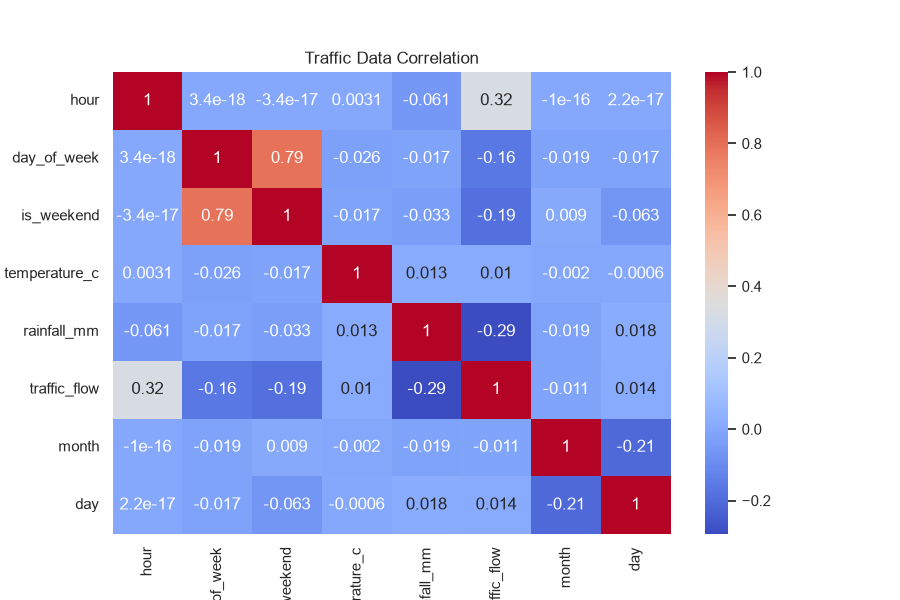 Traffic Data Correlation
hour 1 3.4e-18 -3.4e-17 0.0031 -0.061 0.32 -1e-16 2.2e-17
day_of_week 3.4e-18 1 0.79 -0.026 -0.017 -0.16 -0.019 -0.017
is_weekend -3.4e-17 0.79 1 -0.017 -0.033 -0.19 0.009 -0.063
temperature_c 0.0031 -0.026 -0.017 1 0.013 0.01 -0.002 -0.0006
rainfall_mm -0.061 -0.017 -0.033 0.013 1 -0.29 -0.019 0.018
traffic_flow 0.32 -0.16 -0.19 0.01 -0.29 1 -0.011 0.014
month -1e-16 -0.019 0.009 -0.002 -0.019 -0.011 1 -0.21
day 2.2e-17 -0.017 -0.063 -0.0006 0.018 0.014 -0.21 1
hour of_week weekend rature_c fall_mm ffic_flow month day
1.0
0.8
0.6
0.4
0.2
0.0
−0.2